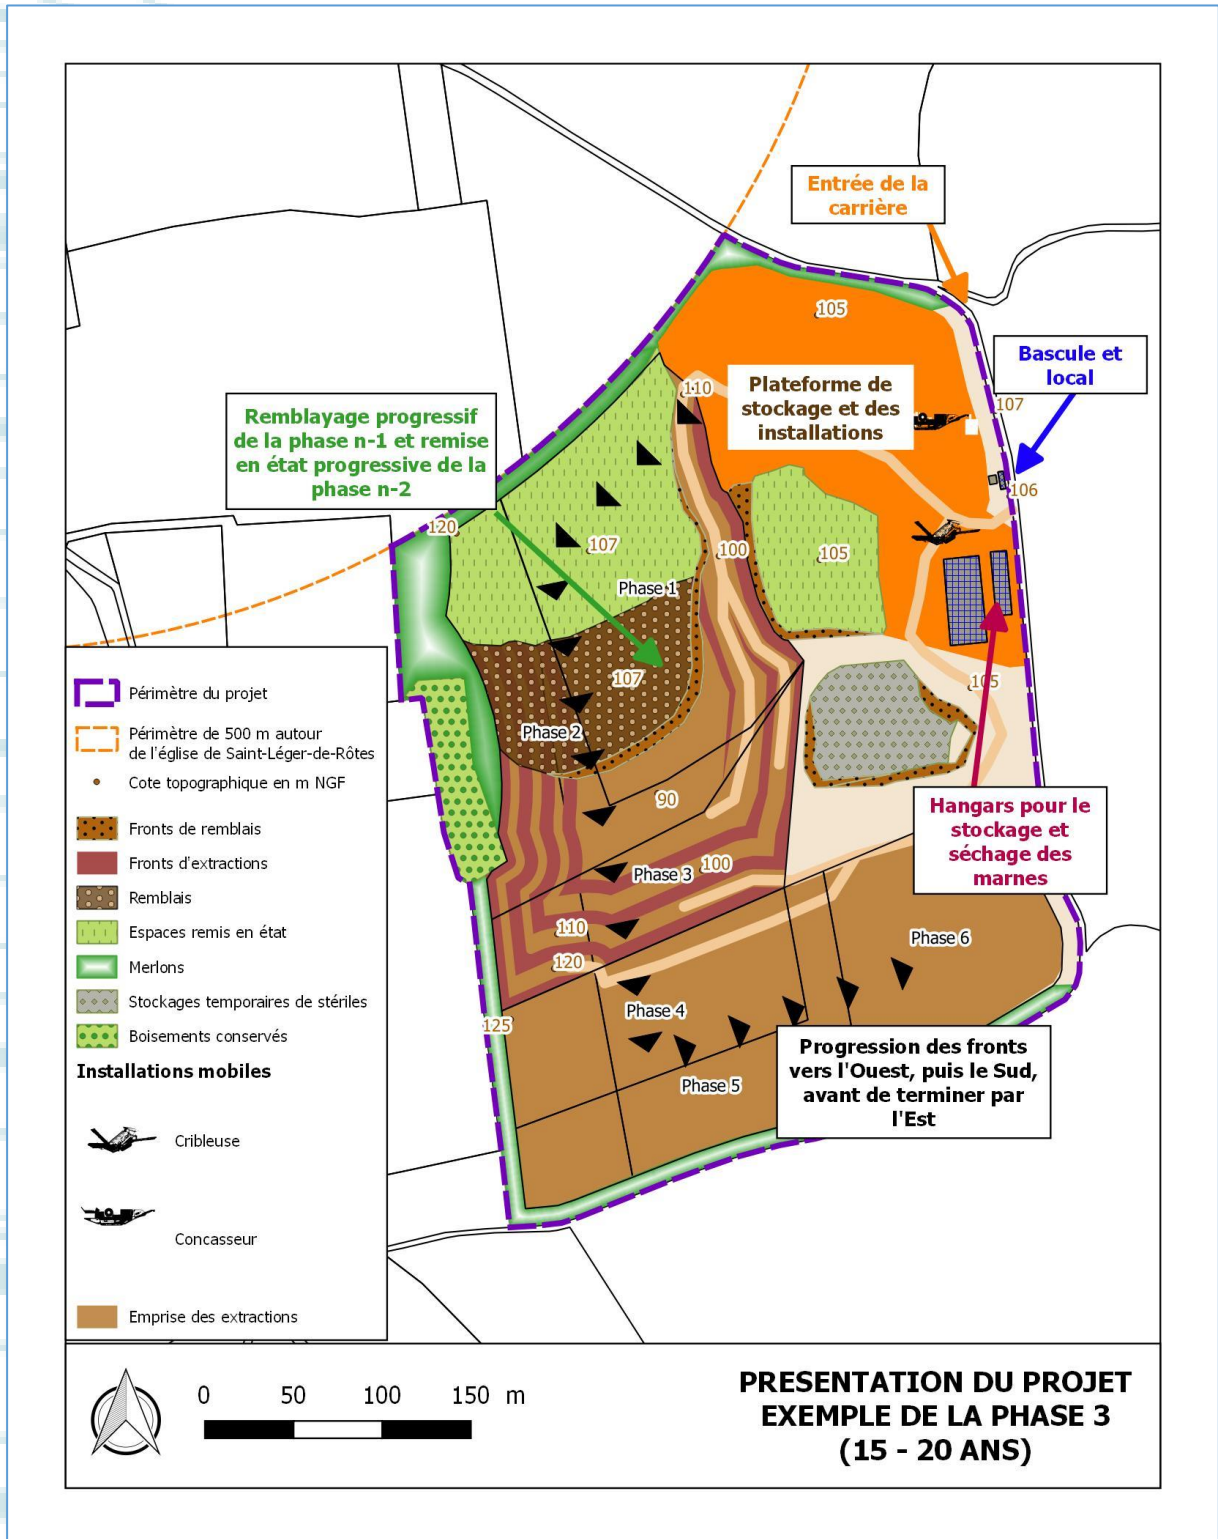 Entrée de la
carrière
105
Bascule et
local
110
Plateforme de
stockage et des
installations
107
Remblayage progressif
de la phase n-1 et remise
en état progressive de la
phase n-2
106
120
107
100
105
Phase 1
107
105
Phase 2
90
Hangars pour le
stockage et
séchage des
marnes
Phase 3
100
110
120
Phase 6
125
Phase 4
Phase 5
Progression des fronts
vers l'Ouest, puis le Sud,
avant de terminer par
l'Est
Périmètre du projet
Périmètre de 500 m autour
de l'église de Saint-Léger-de-Rôtes
Cote topographique en m NGF
Fronts de remblais
Fronts d'extractions
Remblais
Espaces remis en état
Merlons
Stockages temporaires de stériles
Boisements conservés
Installations mobiles
Cribleuse
Concasseur
Emprise des extractions
0 50 100 150 m
PRESENTATION DU PROJET
EXEMPLE DE LA PHASE 3
(15 - 20 ANS)